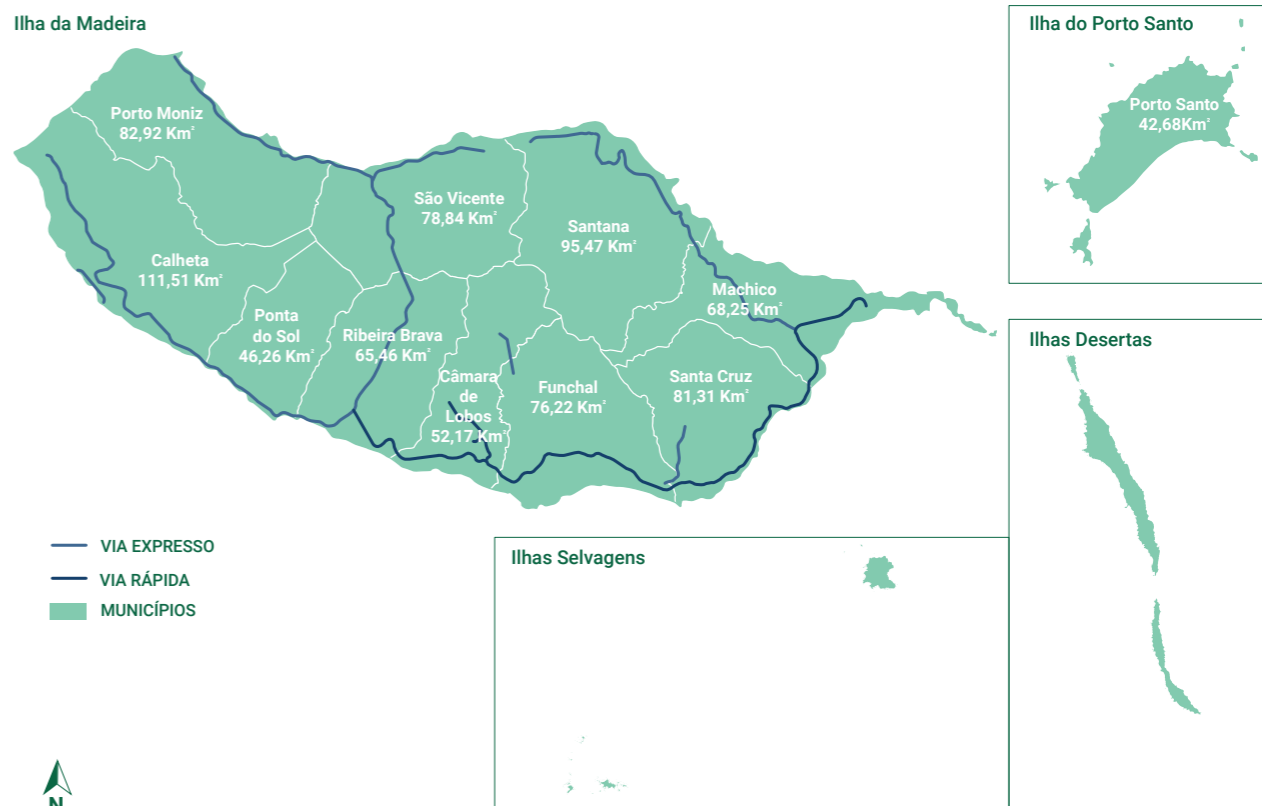 Ilha da Madeira
Porto Moniz
82,92 Km²
Calheta
111,51 Km²
Ponta
do Sol
46,26 Km²
São Vicente
78,84 Km²
Ribeira Brava
65,46 Km²
Câmara
de
Lobos
52,17 Km²
Santana
95,47 Km²
Funchal
76,22 Km²
Machico
68,25 Km²
Santa Cruz
81,31 Km²
Ilha do Porto Santo
Porto Santo
42,68Km²
Ilhas Desertas
VIA EXPRESSO
VIA RÁPIDA
MUNICÍPIOS
Ilhas Selvagens
N